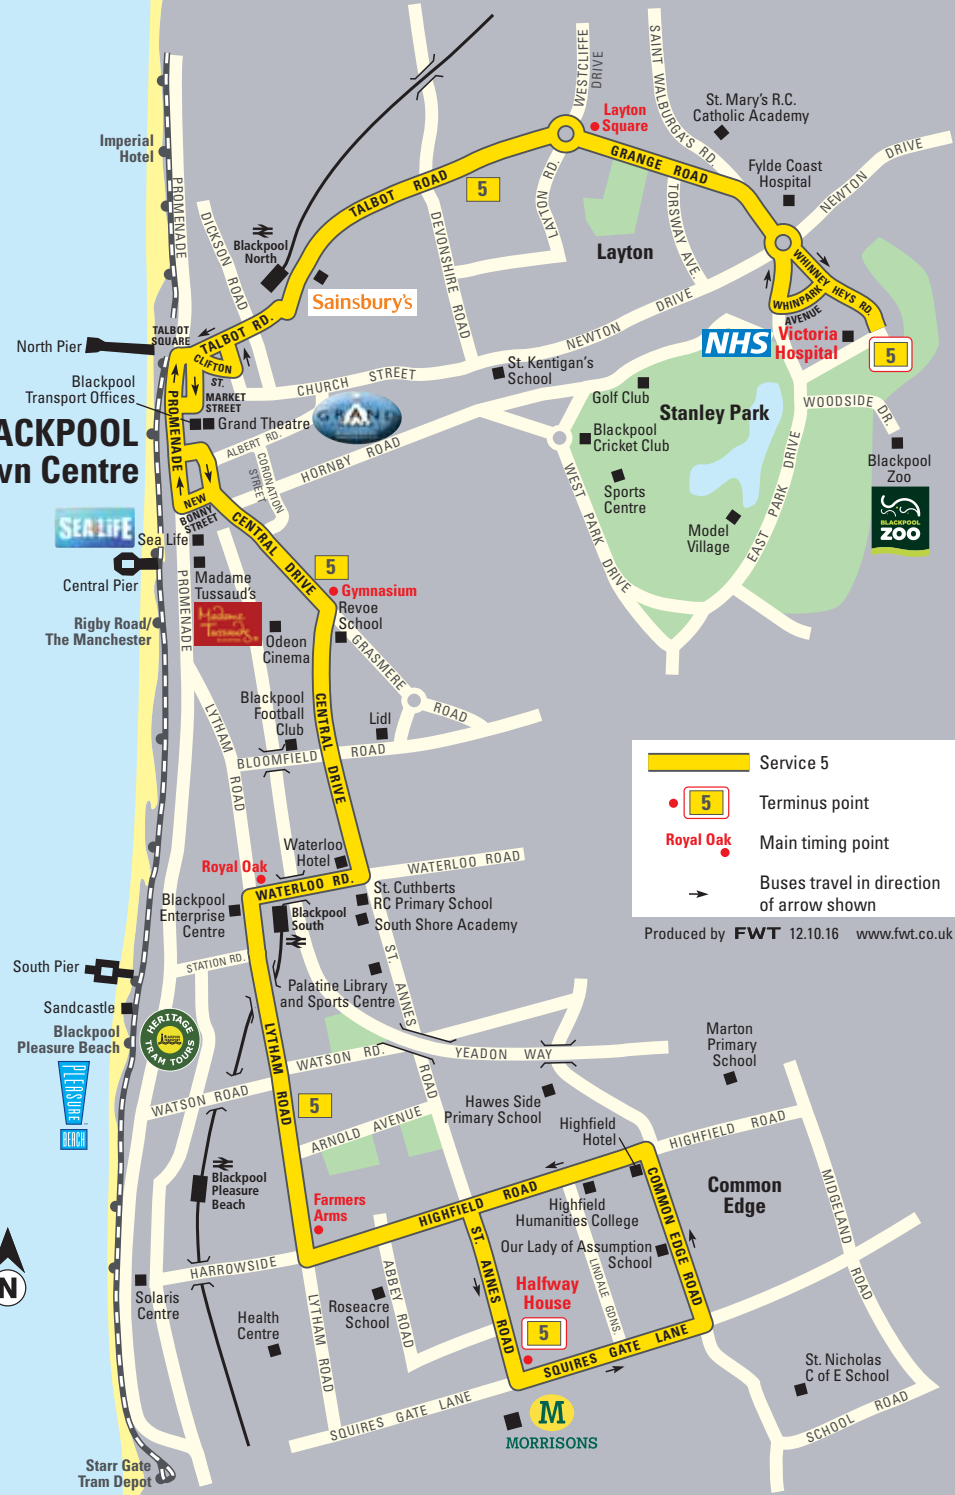 WESTCLIFFE
DRIVE
SAINT WALBURGA'S RD.
St. Mary's R.C.
Catholic Academy
Layton
Square
Imperial
Hotel
PROMENADE
DICKSON ROAD
Blackpool
North
TALBOT ROAD
5
DEVONSHIRE ROAD
LAYTON RD.
GRANGE ROAD
TORSWAY AVE.
Layton
Fylde Coast
Hospital
NEWTON DRIVE
WHINNEY HEYS RD.
WHINPARK
AVENUE
NEWTON DRIVE
Sainsbury's
NHS
Victoria
Hospital
5
TALBOT
SQUARE
TALBOT RD.
CLIFTON
ST.
North Pier
MARKET
STREET
Blackpool
Transport Offices
CHURCH STREET
St. Kentigan's
School
Golf Club
Stanley Park
WOODSIDE DR.
Grand Theatre
GRAND
ACKPOOL
vn Centre
PROMENADE
ALBERT RD.
CORONATION
STREET
HORNBY ROAD
Blackpool
Cricket Club
Blackpool
Zoo
BLACKPOOL
ZOO
Sports
Centre
WEST PARK DRIVE
EAST PARK DRIVE
Model
Village
NEW
BONNY
STREET
CENTRAL DRIVE
SEA LIFE
Sea Life
Central Pier
Madame
Tussaud's
Madame
Tussauds
PROMENADE
5
Gymnasium
Revoe
School
Rigby Road/
The Manchester
Odeon
Cinema
GRASMERE ROAD
Blackpool
Football
Club
Lidl
CENTRAL DRIVE
LYTHAM ROAD
BLOOMFIELD ROAD
Service 5
5
Terminus point
Royal Oak
Main timing point
Buses travel in direction
of arrow shown
Produced by FWT 12.10.16 www.fwt.co.uk
Waterloo
Hotel
WATERLOO ROAD
Royal Oak
WATERLOO RD.
Blackpool
Enterprise
Centre
Blackpool
South
St. Cuthberts
RC Primary School
South Shore Academy
STATION RD.
ST. ANNES ROAD
South Pier
Palatine Library
and Sports Centre
Sandcastle
Blackpool
Pleasure Beach
HERITAGE
TRAM TOURS
LYTHAM ROAD
WATSON RD.
YEADON WAY
PLEASURE
BEACH
WATSON ROAD
5
Marton
Primary
School
Hawes Side
Primary School
ARNOLD AVENUE
Highfield
Hotel
HIGHFIELD ROAD
Blackpool
Pleasure
Beach
Farmers
Arms
HIGHFIELD ROAD
Highfield
Humanities College
COMMON EDGE ROAD
Common
Edge
MIDGELAND ROAD
Our Lady of Assumption
School
N
HARROWSIDE
Solaris
Centre
LYTHAM ROAD
ABBEY ROAD
Roseacre
School
ST. ANNES ROAD
Halfway
House
5
LINDALE GDNS.
Health
Centre
SQUIRES GATE LANE
St. Nicholas
C of E School
SQUIRES GATE LANE
SCHOOL ROAD
M
MORRISONS
Starr Gate
Tram Depot